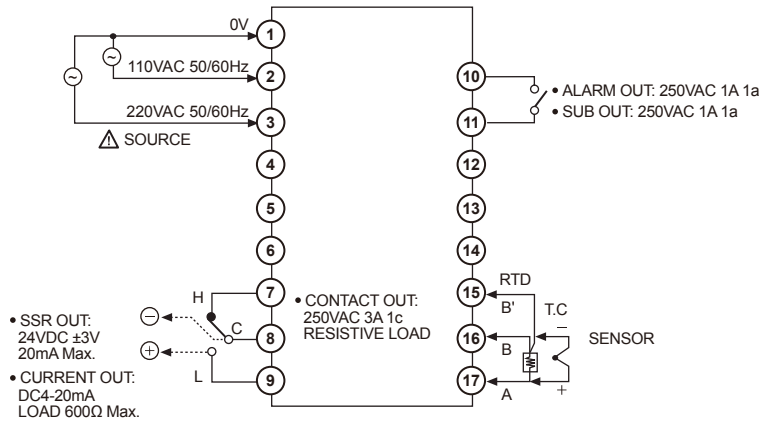 0V
1
110VAC 50/60Hz
2
220VAC 50/60Hz
3
⚠ SOURCE
4
5
6
7
8
9
H
C
L
• SSR OUT:
24VDC ±3V
20mA Max.
• CURRENT OUT:
DC4-20mA
LOAD 600Ω Max.
• CONTACT OUT:
250VAC 3A 1c
RESISTIVE LOAD
10
11
• ALARM OUT: 250VAC 1A 1a
• SUB OUT: 250VAC 1A 1a
12
13
14
15
RTD
B'
T.C
16
B
SENSOR
17
A
−
+